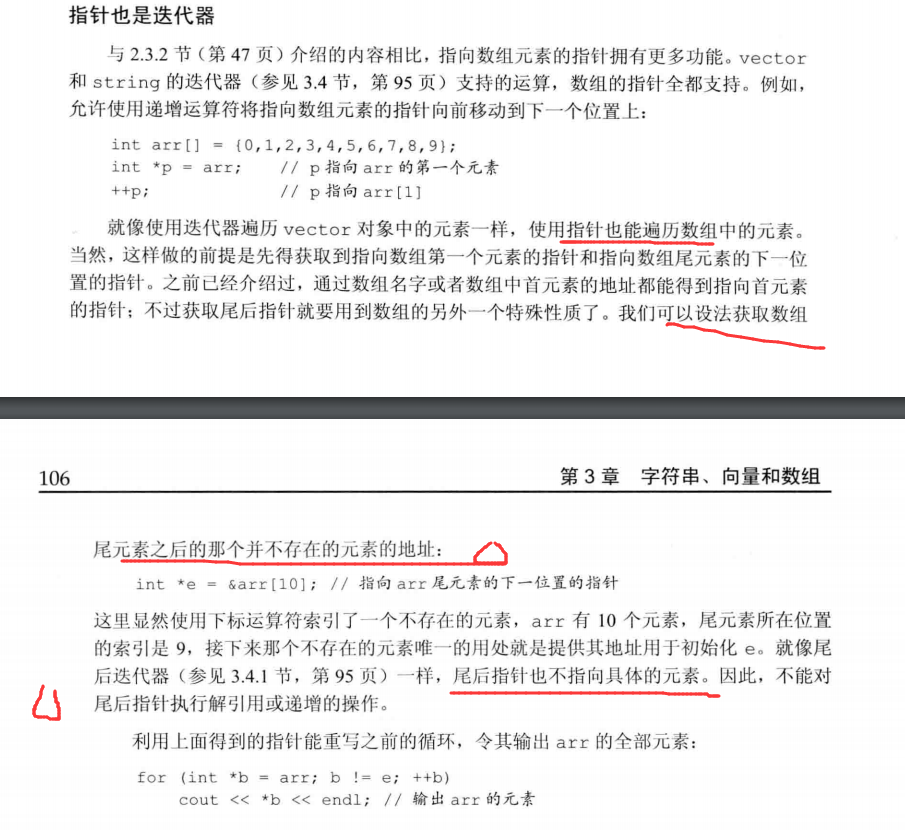 指针也是迭代器
与 2.3.2 节（第 47 页）介绍的内容相比，指向数组元素的指针拥有更多功能。vector
和 string 的迭代器（参见 3.4 节，第 95 页）支持的运算，数组的指针全都支持。例如，
允许使用递增运算符将指向数组元素的指针向前移动到下一个位置上：
int arr[] = {0,1,2,3,4,5,6,7,8,9};
int *p = arr; // p 指向 arr 的第一个元素
++p; // p 指向 arr[1]
就像使用迭代器遍历 vector 对象中的元素一样，使用指针也能遍历数组中的元素。
当然，这样做的前提是先得获取到指向数组第一个元素的指针和指向数组尾元素的下一位
置的指针。之前已经介绍过，通过数组名字或者数组中首元素的地址都能得到指向首元素
的指针；不过获取尾后指针就要用到数组的另外一个特殊性质了。我们可以设法获取数组
106 第 3 章 字符串、向量和数组
尾元素之后的那个并不存在的元素的地址：
int *e = &arr[10]; // 指向 arr 尾元素的下一位置的指针
这里显然使用下标运算符索引了一个不存在的元素，arr 有 10 个元素，尾元素所在位置
的索引是 9，接下来那个不存在的元素唯一的用处就是提供其地址用于初始化 e。就像尾
后迭代器（参见 3.4.1 节，第 95 页）一样，尾后指针也不指向具体的元素。因此，不能对
尾后指针执行解引用或递增的操作。
利用上面得到的指针能重写之前的循环，令其输出 arr 的全部元素：
for (int *b = arr; b != e; ++b)
cout << *b << endl; // 输出 arr 的元素